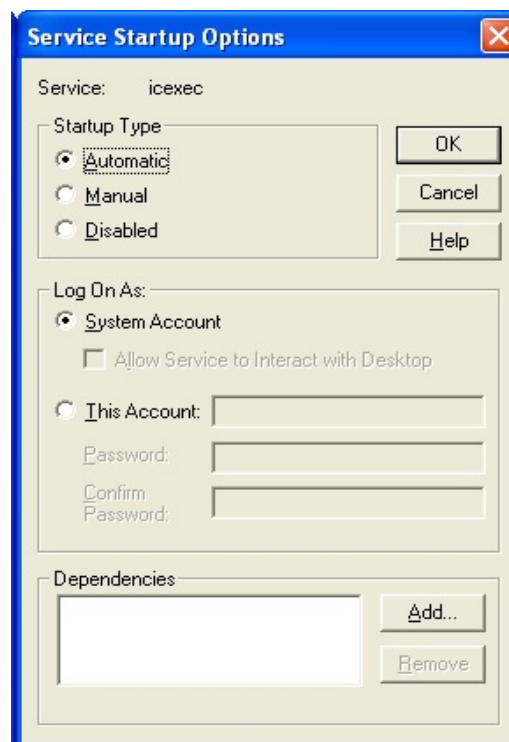 Service Startup Options
Service: icexec
Startup Type
Automatic
Manual
Disabled
OK
Cancel
Help
Log On As:
System Account
Allow Service to Interact with Desktop
This Account:
Password:
Confirm
Password:
Dependencies
Add...
Remove